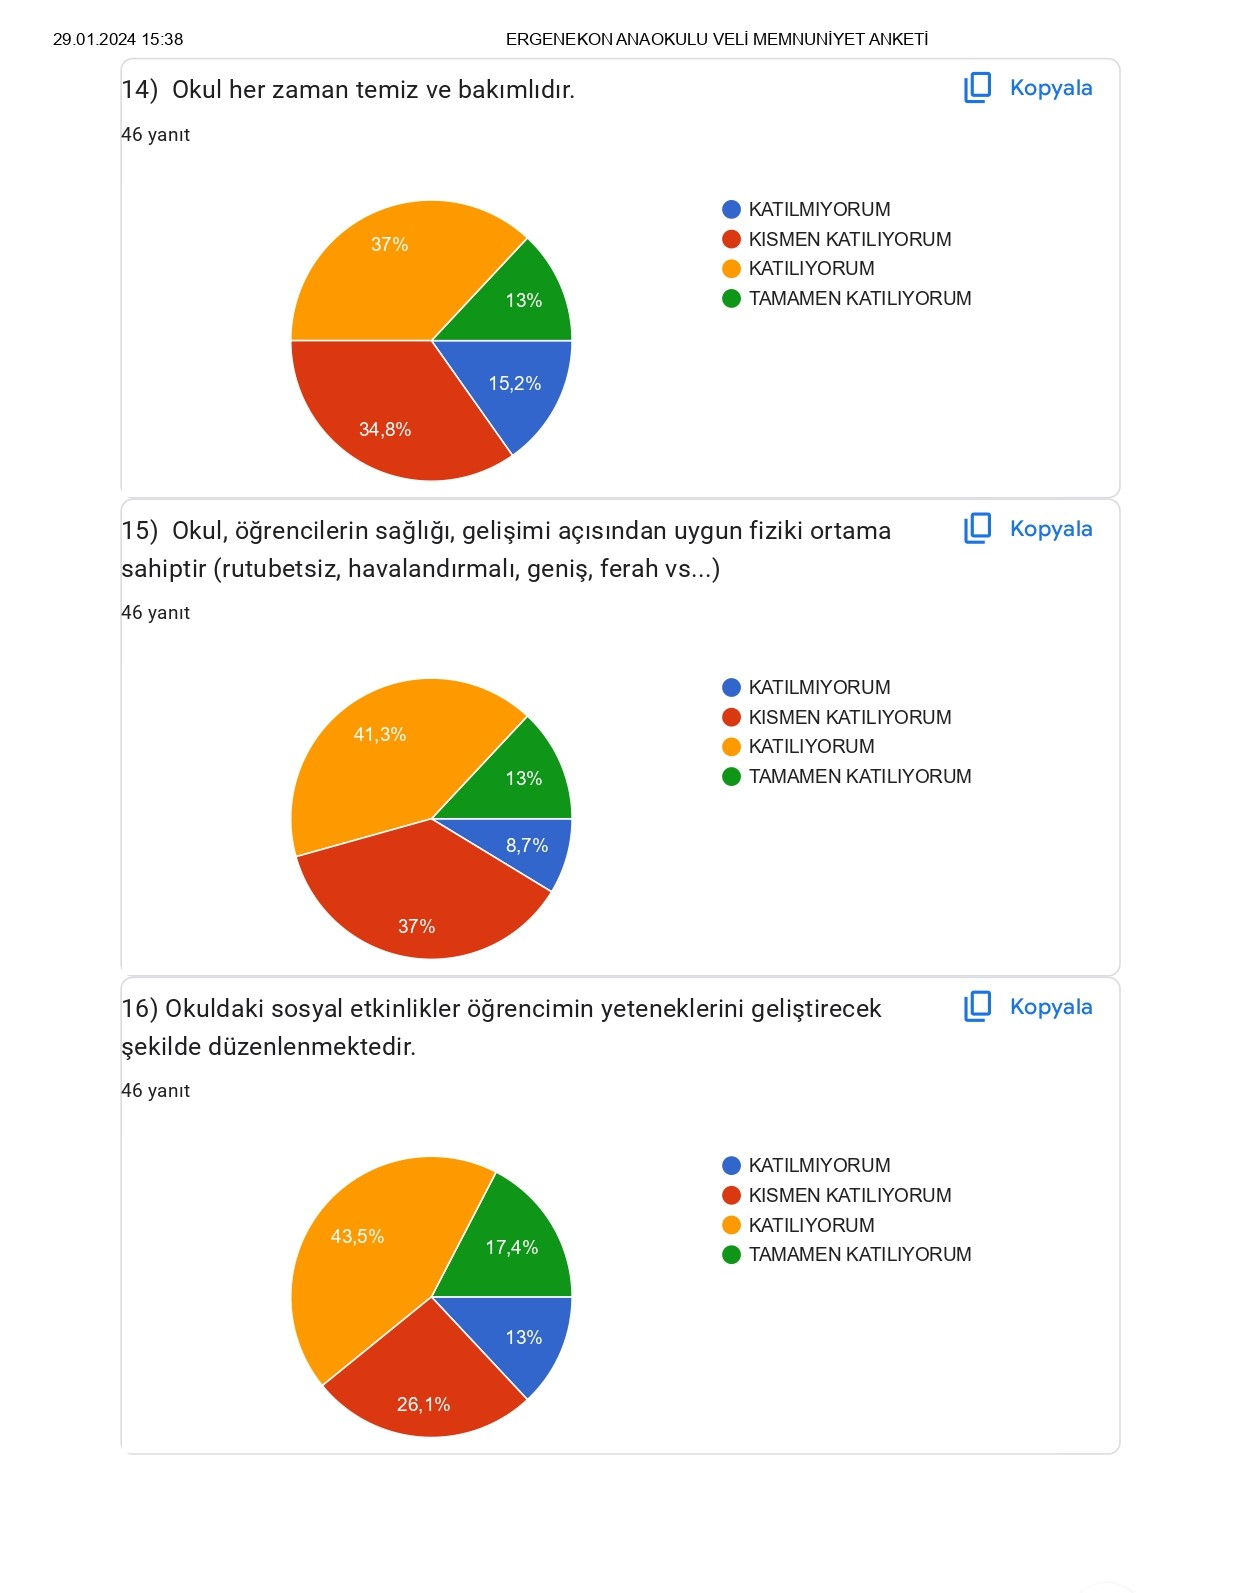 29.01.2024 15:38
ERGENEKON ANAOKULU VELİ MEMNUNİYET ANKETİ
14)  Okul her zaman temiz ve bakımlıdır.
Kopyala
46 yanıt
KATILMIYORUM
KISMEN KATILIYORUM
KATILIYORUM
TAMAMEN KATILIYORUM
37%
13%
15,2%
34,8%
15)  Okul, öğrencilerin sağlığı, gelişimi açısından uygun fiziki ortama
sahiptir (rutubetsiz, havalandırmalı, geniş, ferah vs...)
Kopyala
46 yanıt
KATILMIYORUM
KISMEN KATILIYORUM
KATILIYORUM
TAMAMEN KATILIYORUM
41,3%
13%
8,7%
37%
16) Okuldaki sosyal etkinlikler öğrencimin yeteneklerini geliştirecek
şekilde düzenlenmektedir.
Kopyala
46 yanıt
KATILMIYORUM
KISMEN KATILIYORUM
KATILIYORUM
TAMAMEN KATILIYORUM
43,5%
17,4%
13%
26,1%